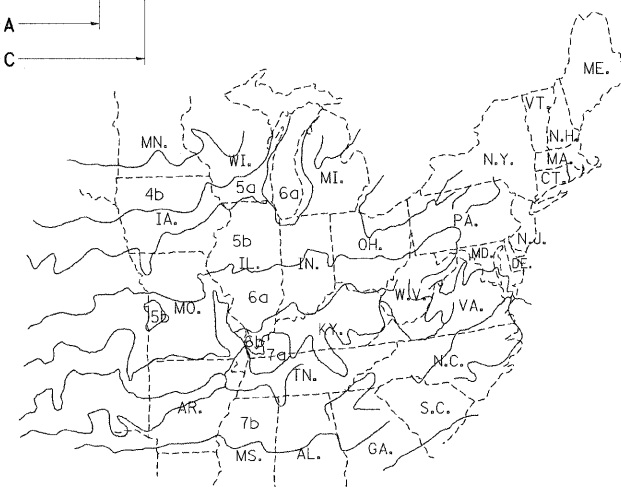 A
C
ME.
VT.
N.H.
MN.
WI.
N.Y.
MA.
CT.
MI.
4b
5a
6a
IA.
PA.
5b
OH.
N.J.
IL.
IN.
MD.
DE.
6a
W.V.
MO.
VA.
5b
KY.
6b
7a
N.C.
TN.
AR.
S.C.
7b
MS.
AL.
GA.